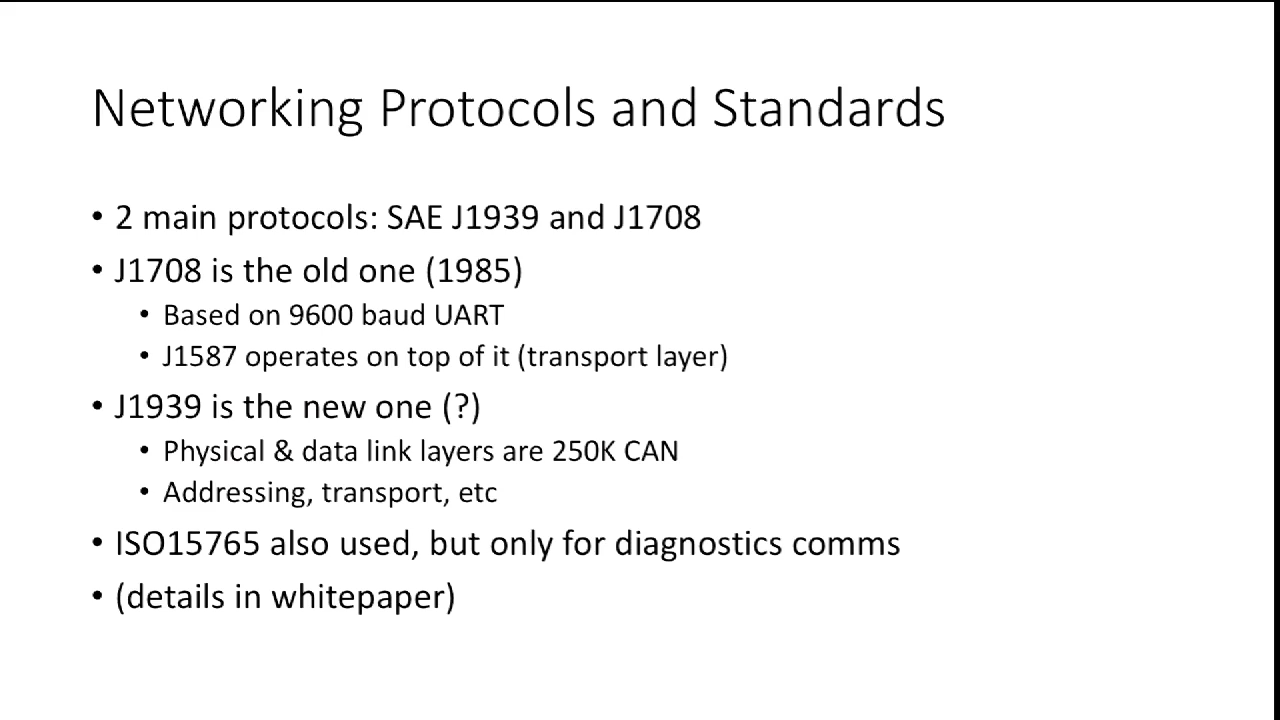 Networking Protocols and Standards
• 2 main protocols: SAE J1939 and J1708
• J1708 is the old one (1985)
• Based on 9600 baud UART
• J1587 operates on top of it (transport layer)
• J1939 is the new one (?)
• Physical & data link layers are 250K CAN
• Addressing, transport, etc
• ISO15765 also used, but only for diagnostics comms
• (details in whitepaper)